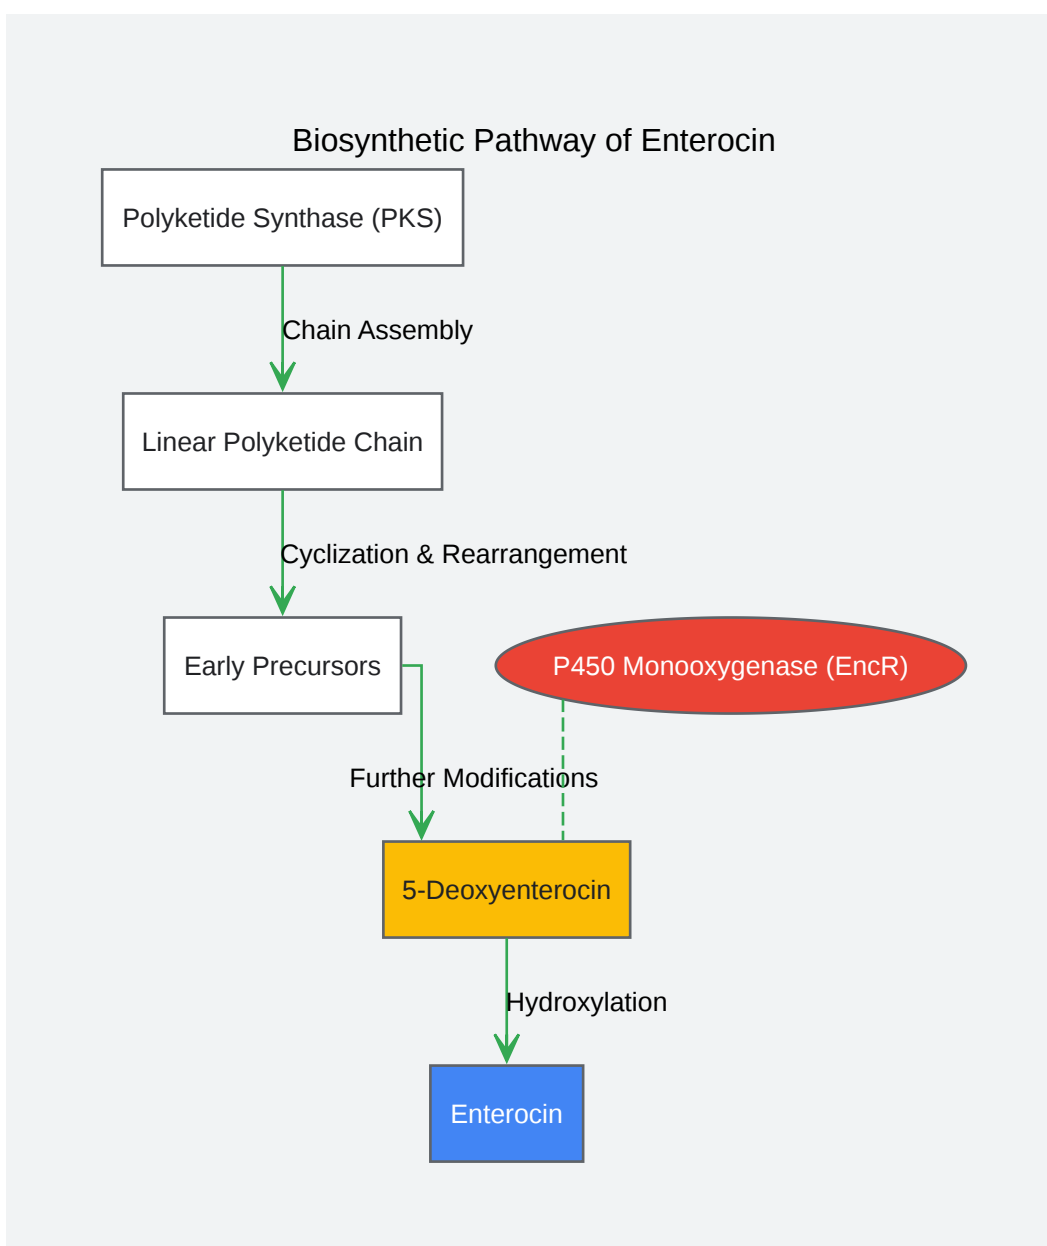 Biosynthetic Pathway of Enterocin
Polyketide Synthase (PKS)
Chain Assembly
Linear Polyketide Chain
Cyclization & Rearrangement
Early Precursors
P450 Monooxygenase (EncR)
Further Modifications
5-Deoxyenterocin
Hydroxylation
Enterocin